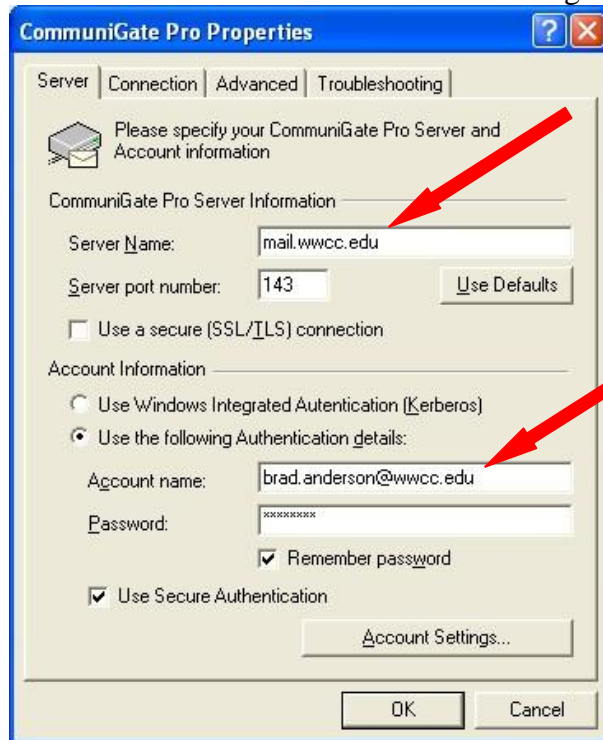 CommuniGate Pro Properties
Server Connection Advanced Troubleshooting
Please specify your CommuniGate Pro Server and
Account information
CommuniGate Pro Server Information
Server Name: mail.wwcc.edu
Server port number: 143 Use Defaults
Use a secure (SSL/TLS) connection
Account Information
Use Windows Integrated Autentication (Kerberos)
Use the following Authentication details:
Account name: brad.anderson@wwcc.edu
Password: ××××××××
Remember password
Use Secure Authentication
Account Settings...
OK Cancel